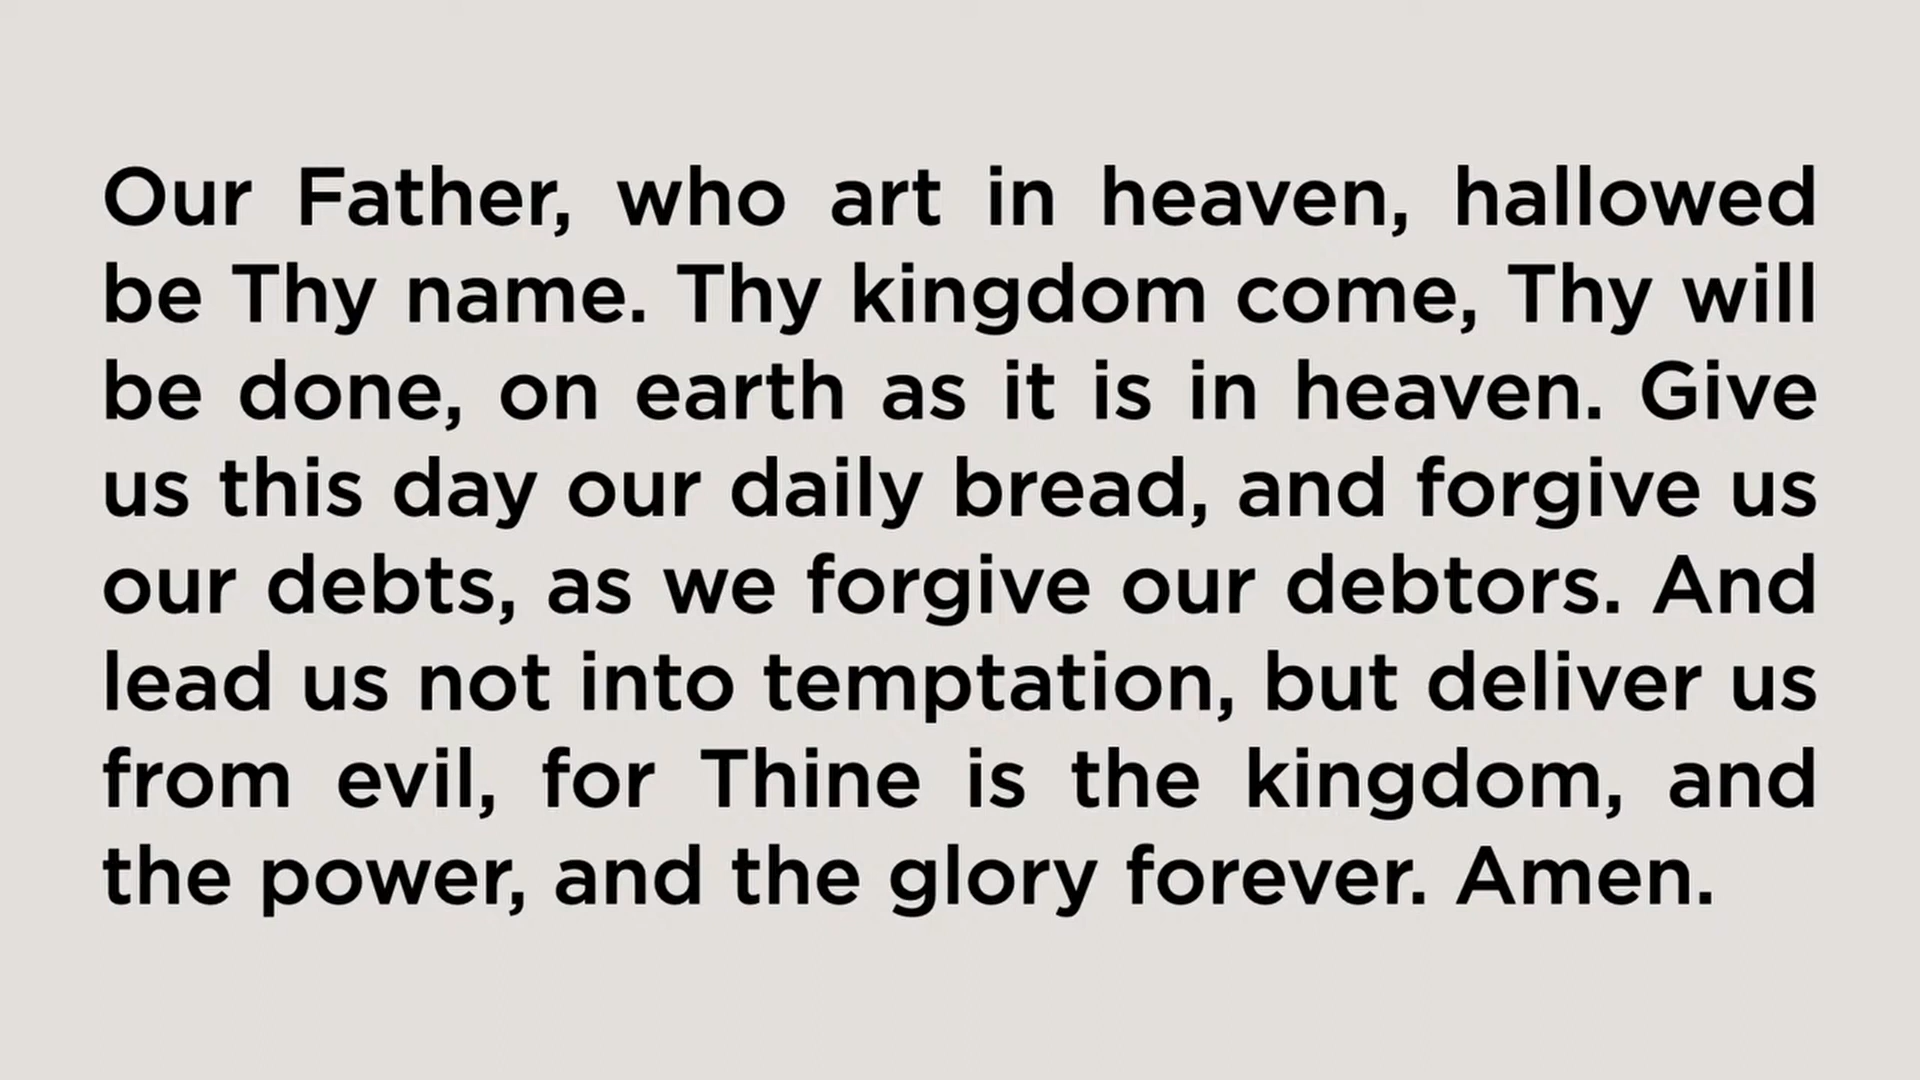 Our Father, who art in heaven, hallowed
be Thy name. Thy kingdom come, Thy will
be done, on earth as it is in heaven. Give
us this day our daily bread, and forgive us
our debts, as we forgive our debtors. And
lead us not into temptation, but deliver us
from evil, for Thine is the kingdom, and
the power, and the glory forever. Amen.